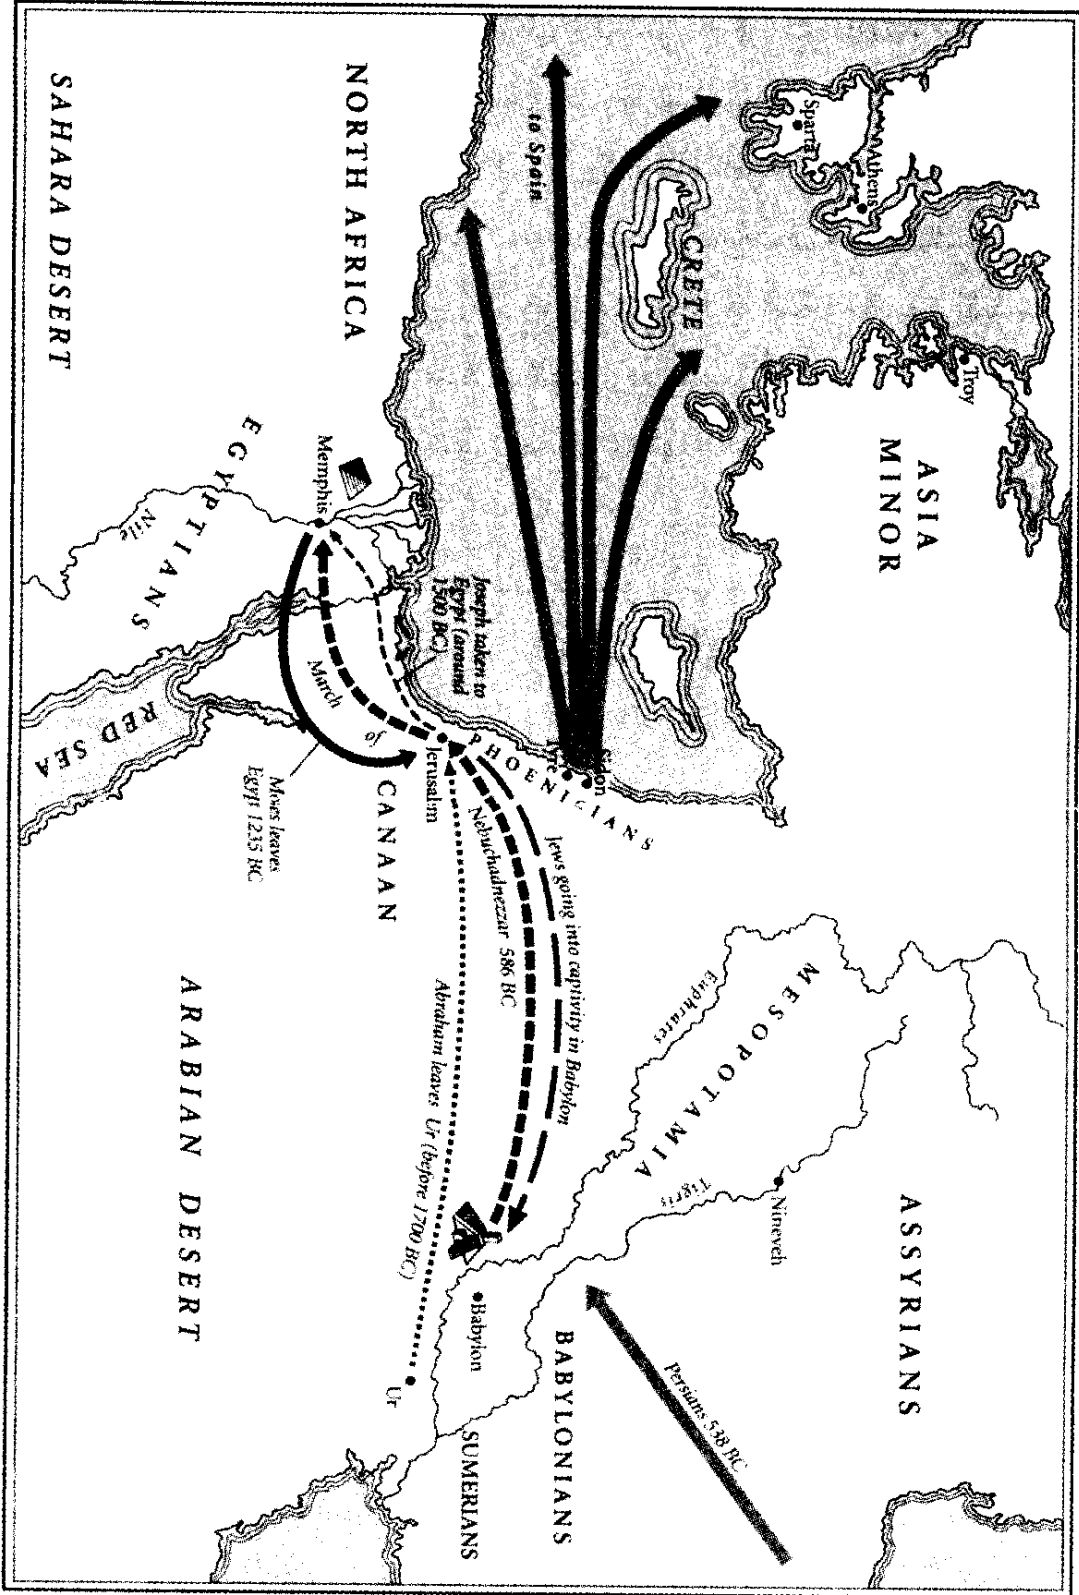 Sparta
Athens
Troy
ASIA
MINOR
CRETE
to Spain
NORTH AFRICA
SAHARA DESERT
EGYPTIANS
Memphis
Nile
RED SEA
Joseph taken to
Egypt (around
1500 BC)
March of
Nebuchadnezzar 586 BC
Moses leaves
Egypt 1235 BC
Jerusalem
CANAAN
PHOENICIANS
Sidon
Tyre
Jews going into captivity in Babylon
Abraham leaves Ur (before 1700 BC)
ARABIAN DESERT
MESOPOTAMIA
Euphrates
Tigris
Nineveh
ASSYRIANS
Persians 538 BC
BABYLONIANS
Babylon
Ur
SUMERIANS